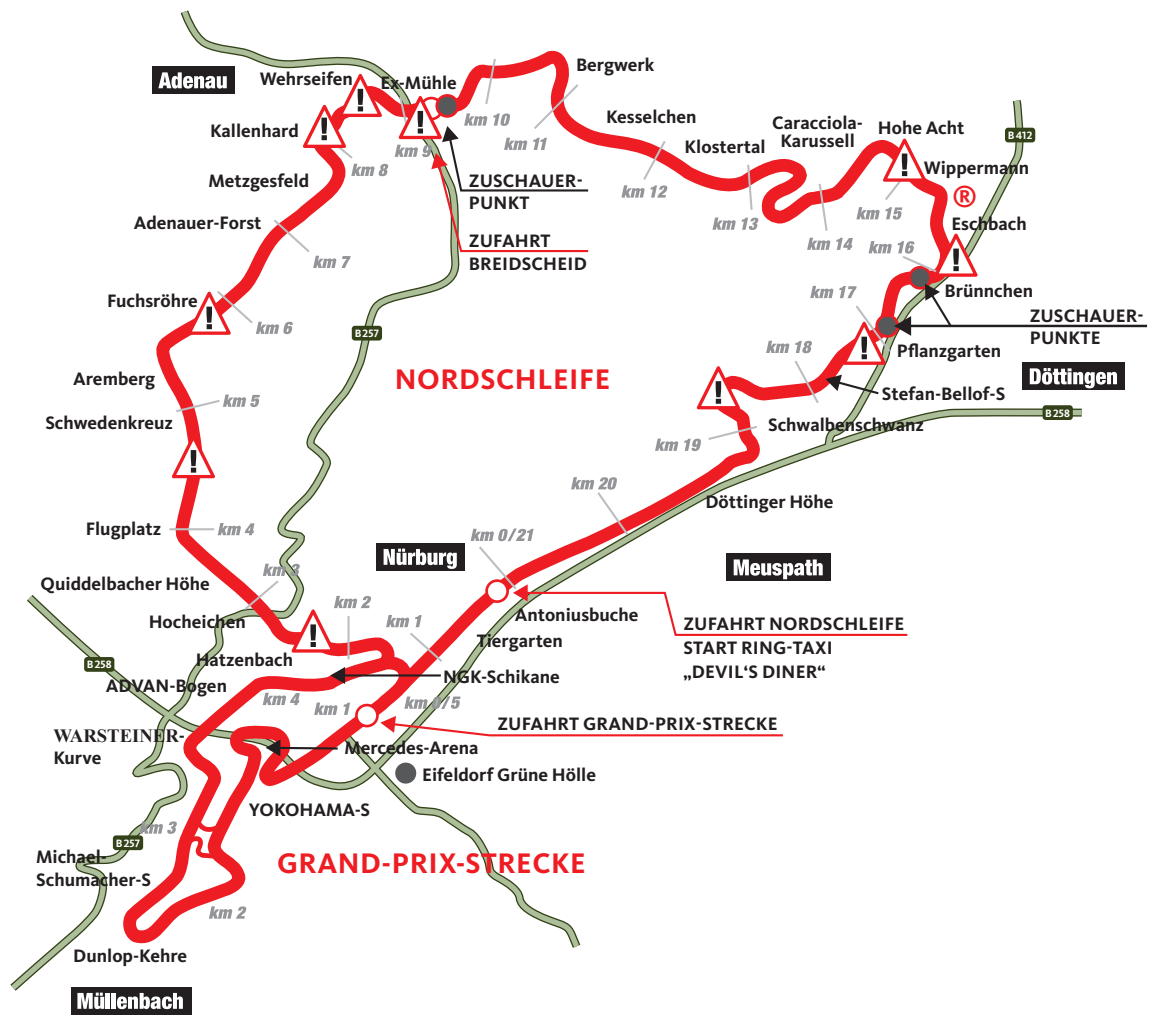 Adenau
Wehrseifen
Ex-Mühle
Bergwerk
Kallenhard
km 10
km 11
km 9
km 8
Kesselchen
Klostertal
Caracciola-
Karussell
Hohe Acht
Wippermann
B 412
Metzgesfeld
ZUSCHAUER-
PUNKT
km 12
km 13
km 14
km 15
®
Eschbach
Adenauer-Forst
km 7
ZUFAHRT
BREIDSCHEID
km 16
Brünnchen
Fuchsröhre
km 6
B 257
km 17
ZUSCHAUER-
PUNKTE
Pflanzgarten
km 18
Döttingen
Aremberg
NORDSCHLEIFE
Stefan-Bellof-S
km 5
Schwedenkreuz
B 258
Schwalbenschwanz
km 19
km 20
Döttinger Höhe
Flugplatz
km 4
km 0/21
Nürburg
Meuspath
Quiddelbacher Höhe
km 3
Hocheichen
km 2
km 1
Antoniusbuche
Tiergarten
ZUFAHRT NORDSCHLEIFE
START RING-TAXI
„DEVIL‘S DINER“
Hatzenbach
B 258
NGK-Schikane
ADVAN-Bogen
km 4
km 1
km 0/5
ZUFAHRT GRAND-PRIX-STRECKE
WARSTEINER-
Kurve
Mercedes-Arena
Eifeldorf Grüne Hölle
YOKOHAMA-S
km 3
B 257
Michael-
Schumacher-S
GRAND-PRIX-STRECKE
km 2
Dunlop-Kehre
Müllenbach